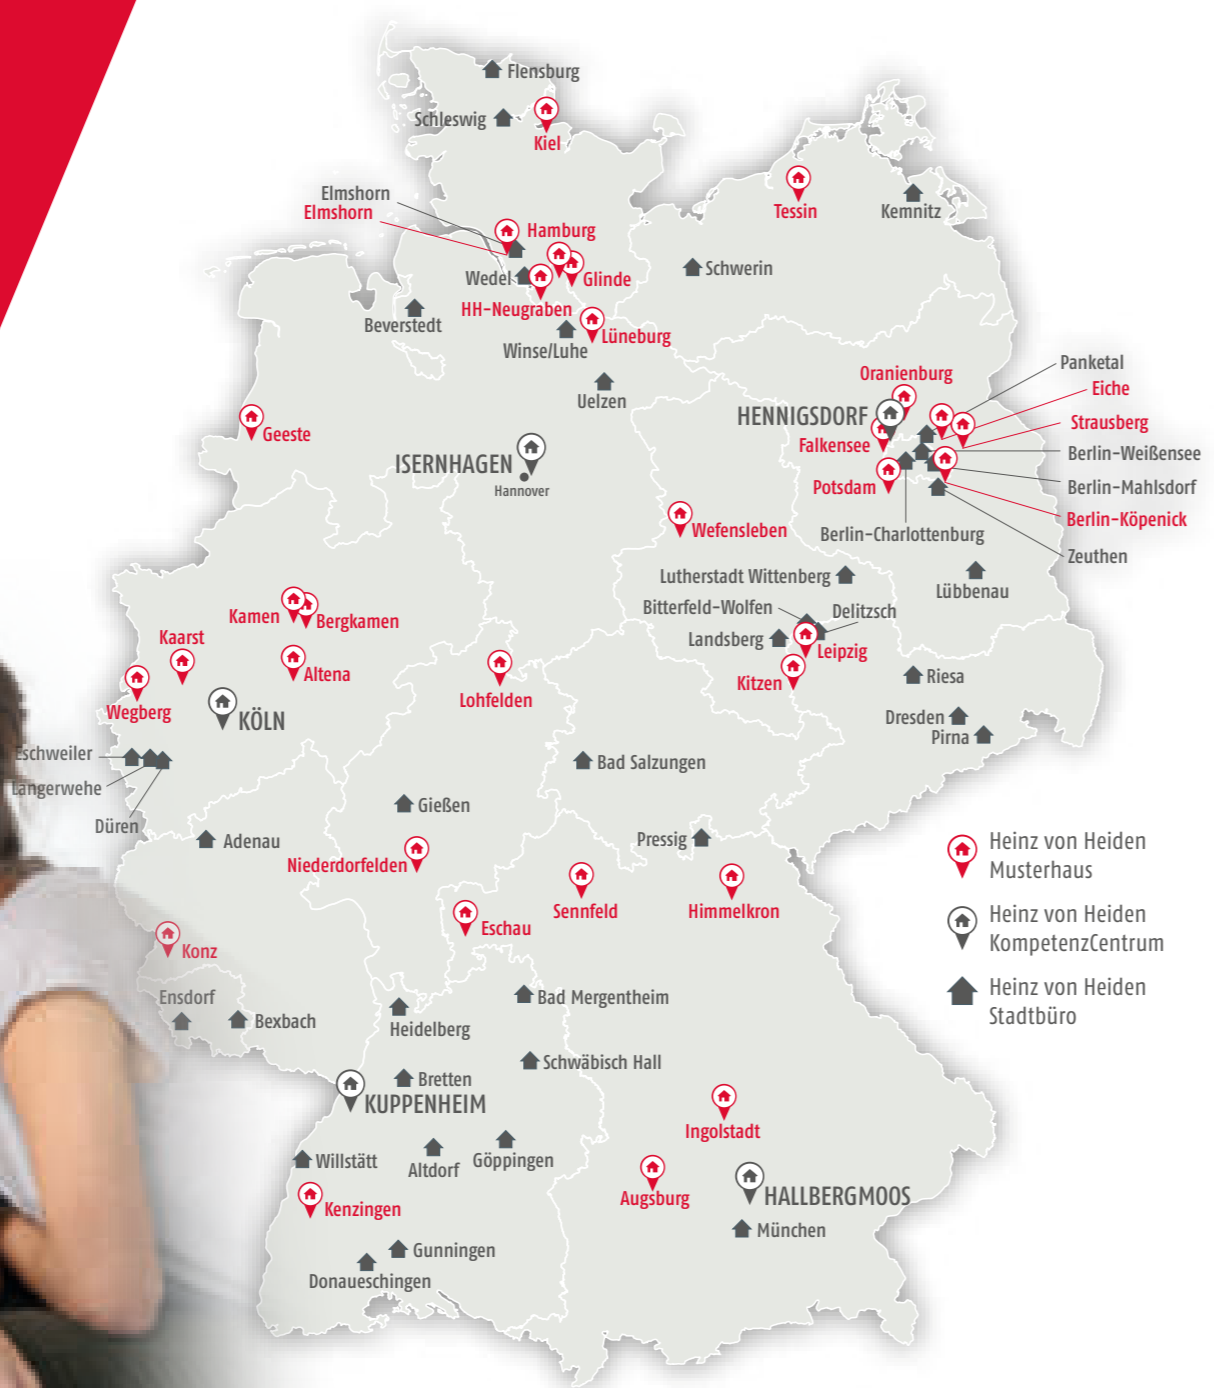 Flensburg
Schleswig
Kiel
Tessin
Kemnitz
Elmshorn
Elmshorn
Hamburg
Schwerin
Wedel
Glinde
HH-Neugraben
Beverstedt
Lüneburg
Winse/Luhe
Uelzen
Panketal
Oranienburg
Eiche
HENNIGSDORF
Strausberg
Geeste
Falkensee
Berlin-Weißensee
ISERNHAGEN
Hannover
Potsdam
Berlin-Mahlsdorf
Berlin-Köpenick
Wefensleben
Berlin-Charlottenburg
Zeuthen
Lutherstadt Wittenberg
Lübbenau
Bitterfeld-Wolfen
Delitzsch
Kamen
Bergkamen
Landsberg
Leipzig
Kaarst
Altena
Lohfelden
Kitzen
Riesa
Wegberg
KÖLN
Dresden
Pirna
Eschweiler
Langerwehe
Düren
Bad Salzungen
Gießen
Adenau
Pressig
Niederdorfelden
Heinz von Heiden
Musterhaus
Sennfeld
Himmelkron
Eschau
Heinz von Heiden
KompetenzCentrum
Konz
Ensdorf
Bexbach
Bad Mergentheim
Heidelberg
Heinz von Heiden
Stadtbüro
Schwäbisch Hall
Bretten
KUPPENHEIM
Ingolstadt
Willstätt
Altdorf
Göppingen
Augsburg
HALLBERGMOOS
Kenzingen
München
Gunningen
Donaueschingen